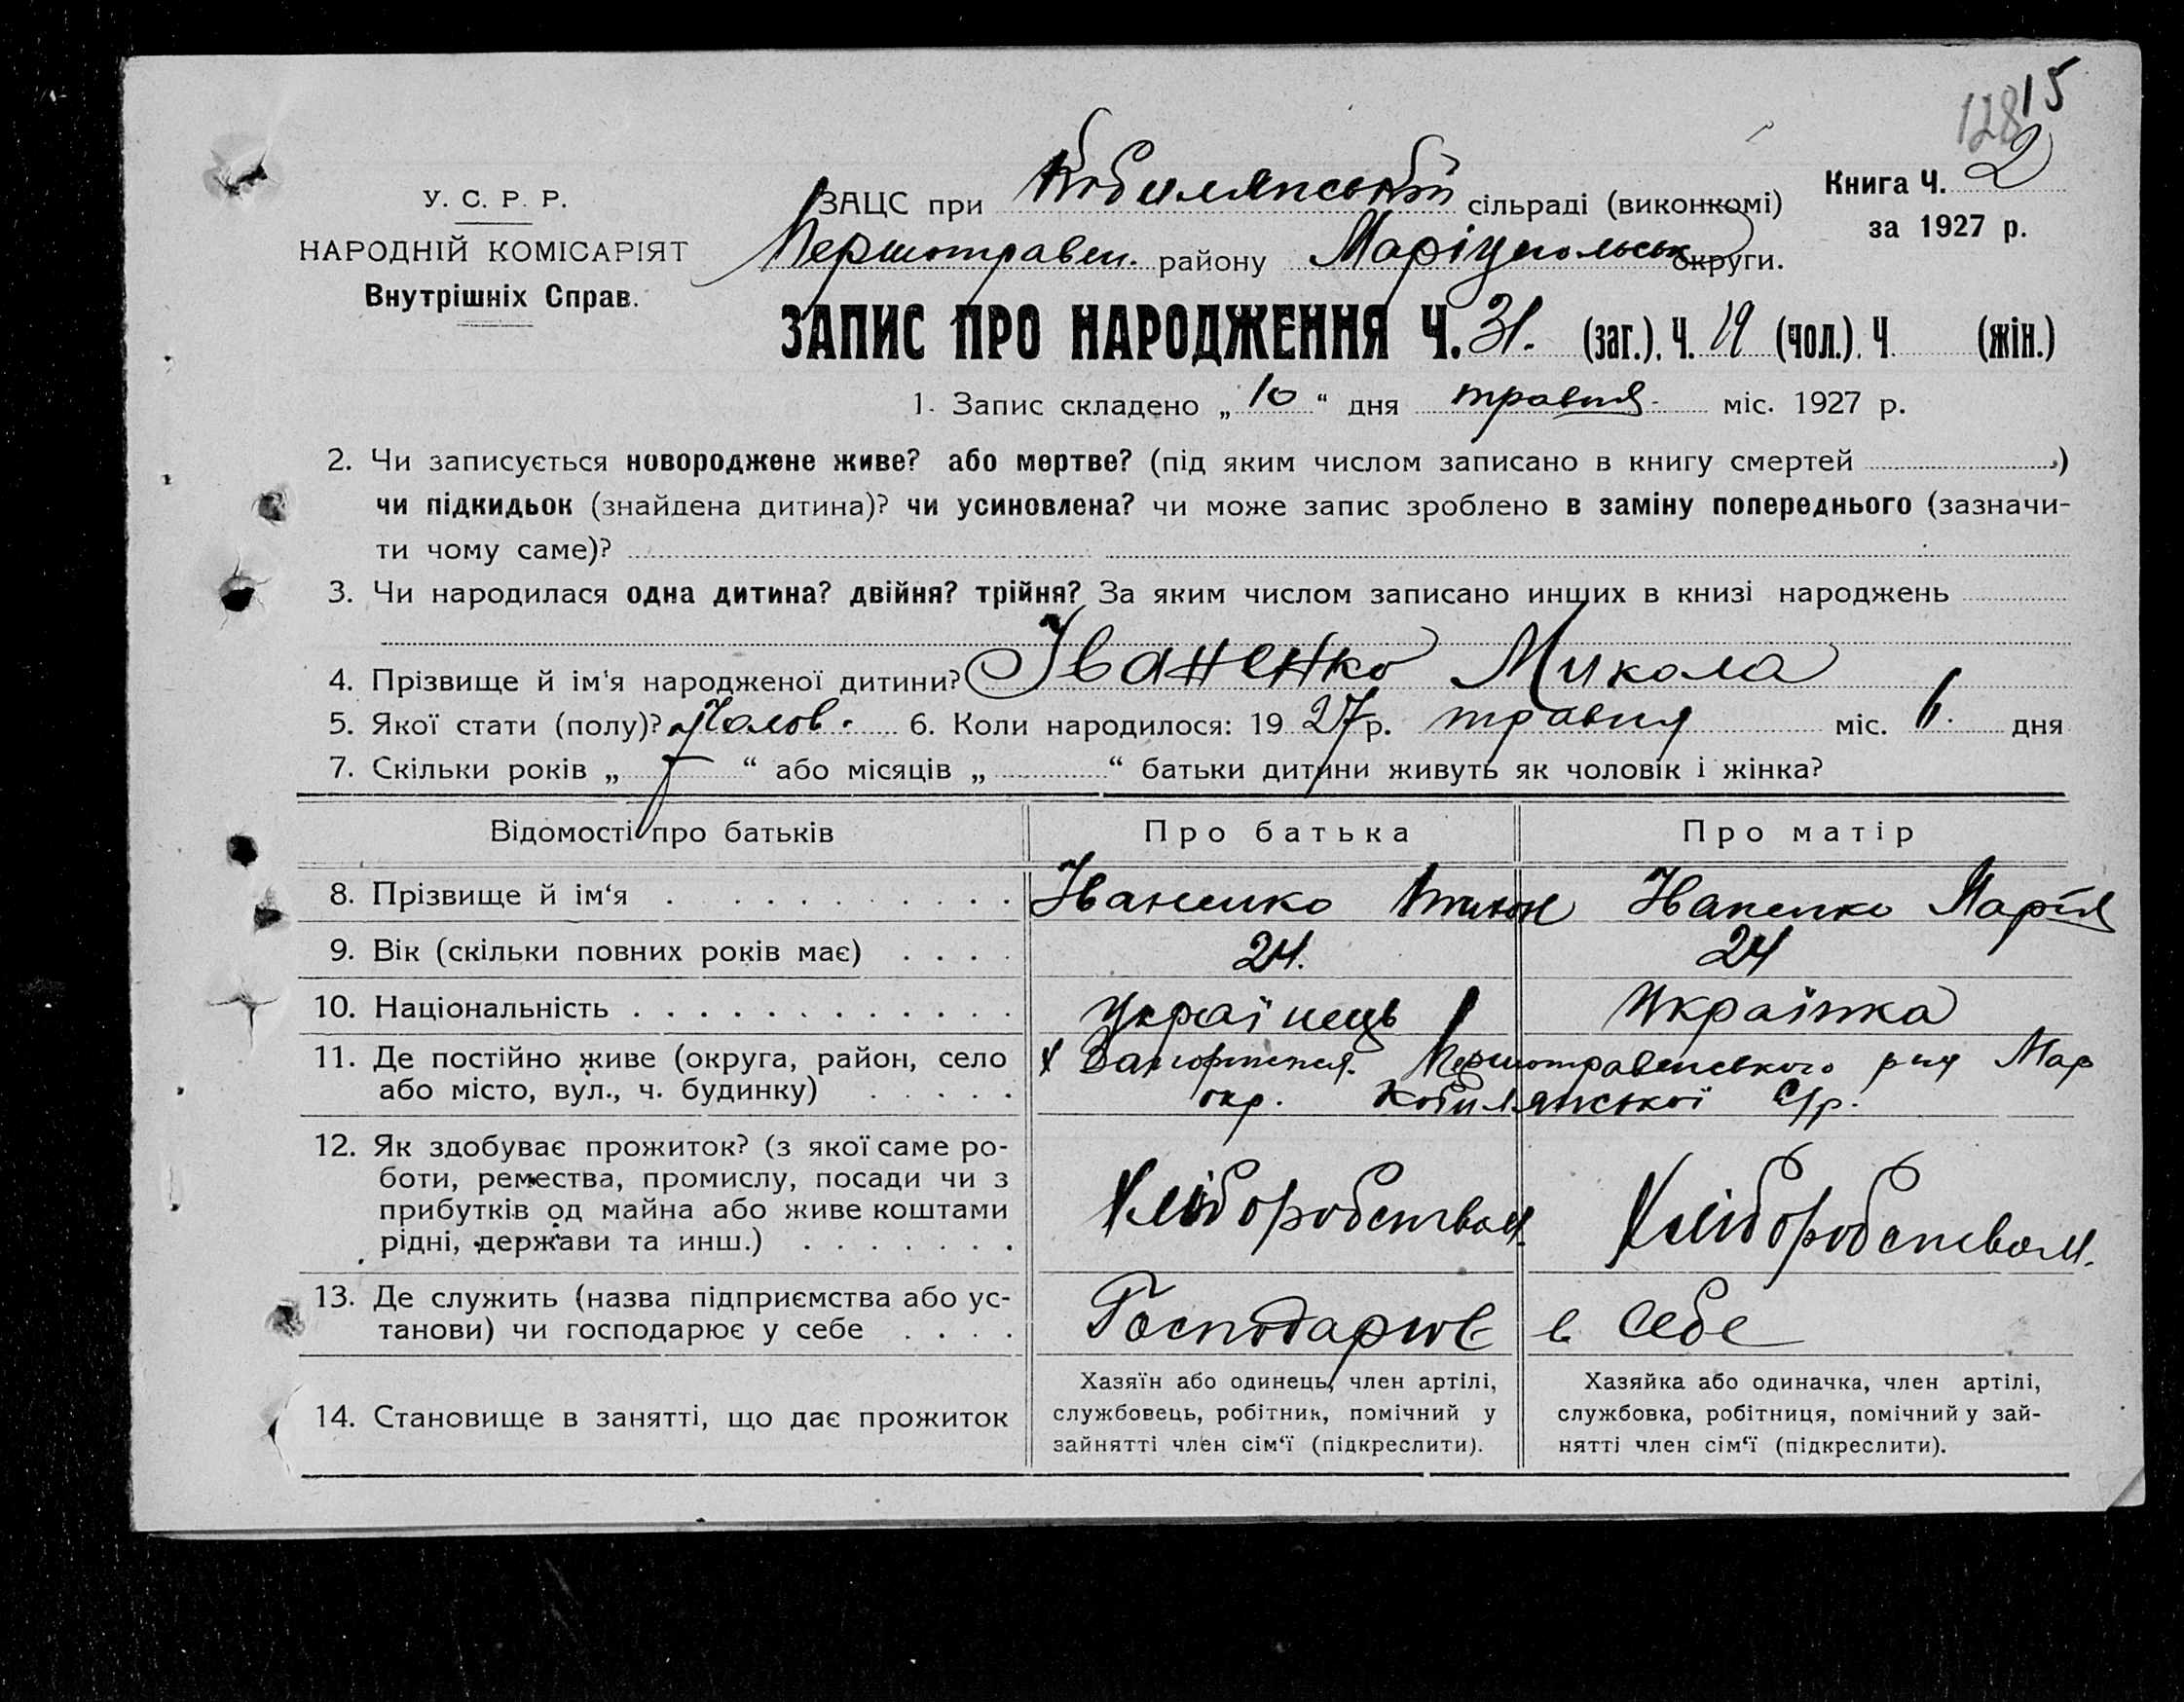 128 15
У. С. Р. Р.
НАРОДНІЙ КОМІСАРІЯТ
Внутрішніх Справ.
ЗАЦС при Кобилянській сільраді (виконкомі)
Першотравен. району Маріупольськ округи.
Книга Ч. 2
за 1927 р.
ЗАПИС ПРО НАРОДЖЕННЯ Ч. 31. (заг.). Ч. 19 (чол.). Ч. (жін.)
1. Запис складено „ 10 “ дня травня міс. 1927 р.
2. Чи записується новороджене живе? або мертве? (під яким числом записано в книгу смертей )
чи підкидьок (знайдена дитина)? чи усиновлена? чи може запис зроблено в заміну попереднього (зазначи-
ти чому саме)?
3. Чи народилася одна дитина? двійня? трійня? За яким числом записано инших в книзі народжень
4. Прізвище й ім'я народженої дитини? Іваненко Микола
5. Якої стати (полу)? Чолов. 6. Коли народилося: 1927 р. травня міс. 6. дня
7. Скільки років „ “ або місяців „ “ батьки дитини живуть як чоловік і жінка?
Відомості про батьків Про батька Про матір
8. Прізвище й ім‘я Іваненко Іваненко Марія
9. Вік (скільки повних років має) 24. 24
10. Національність Українець Українка
11. Де постійно живе (округа, район, село Першотравенського р-ня Мар
або місто, вул., ч. будинку) окр. Кобилянської С/р.
12. Як здобуває прожиток? (з якої саме ро-
боти, ремества, промислу, посади чи з
прибутків од майна або живе коштами
рідні, держави та инш.) Хліборобством. Хліборобством.
13. Де служить (назва підприємства або ус-
танови) чи господарює у себе Господарює в себе
14. Становище в занятті, що дає прожиток
Хазяїн або одинець, член артілі,
службовець, робітник, помічний у
зайнятті член сім‘ї (підкреслити).
Хазяйка або одиначка, член артілі,
службовка, робітниця, помічний у зай-
нятті член сім‘ї (підкреслити).